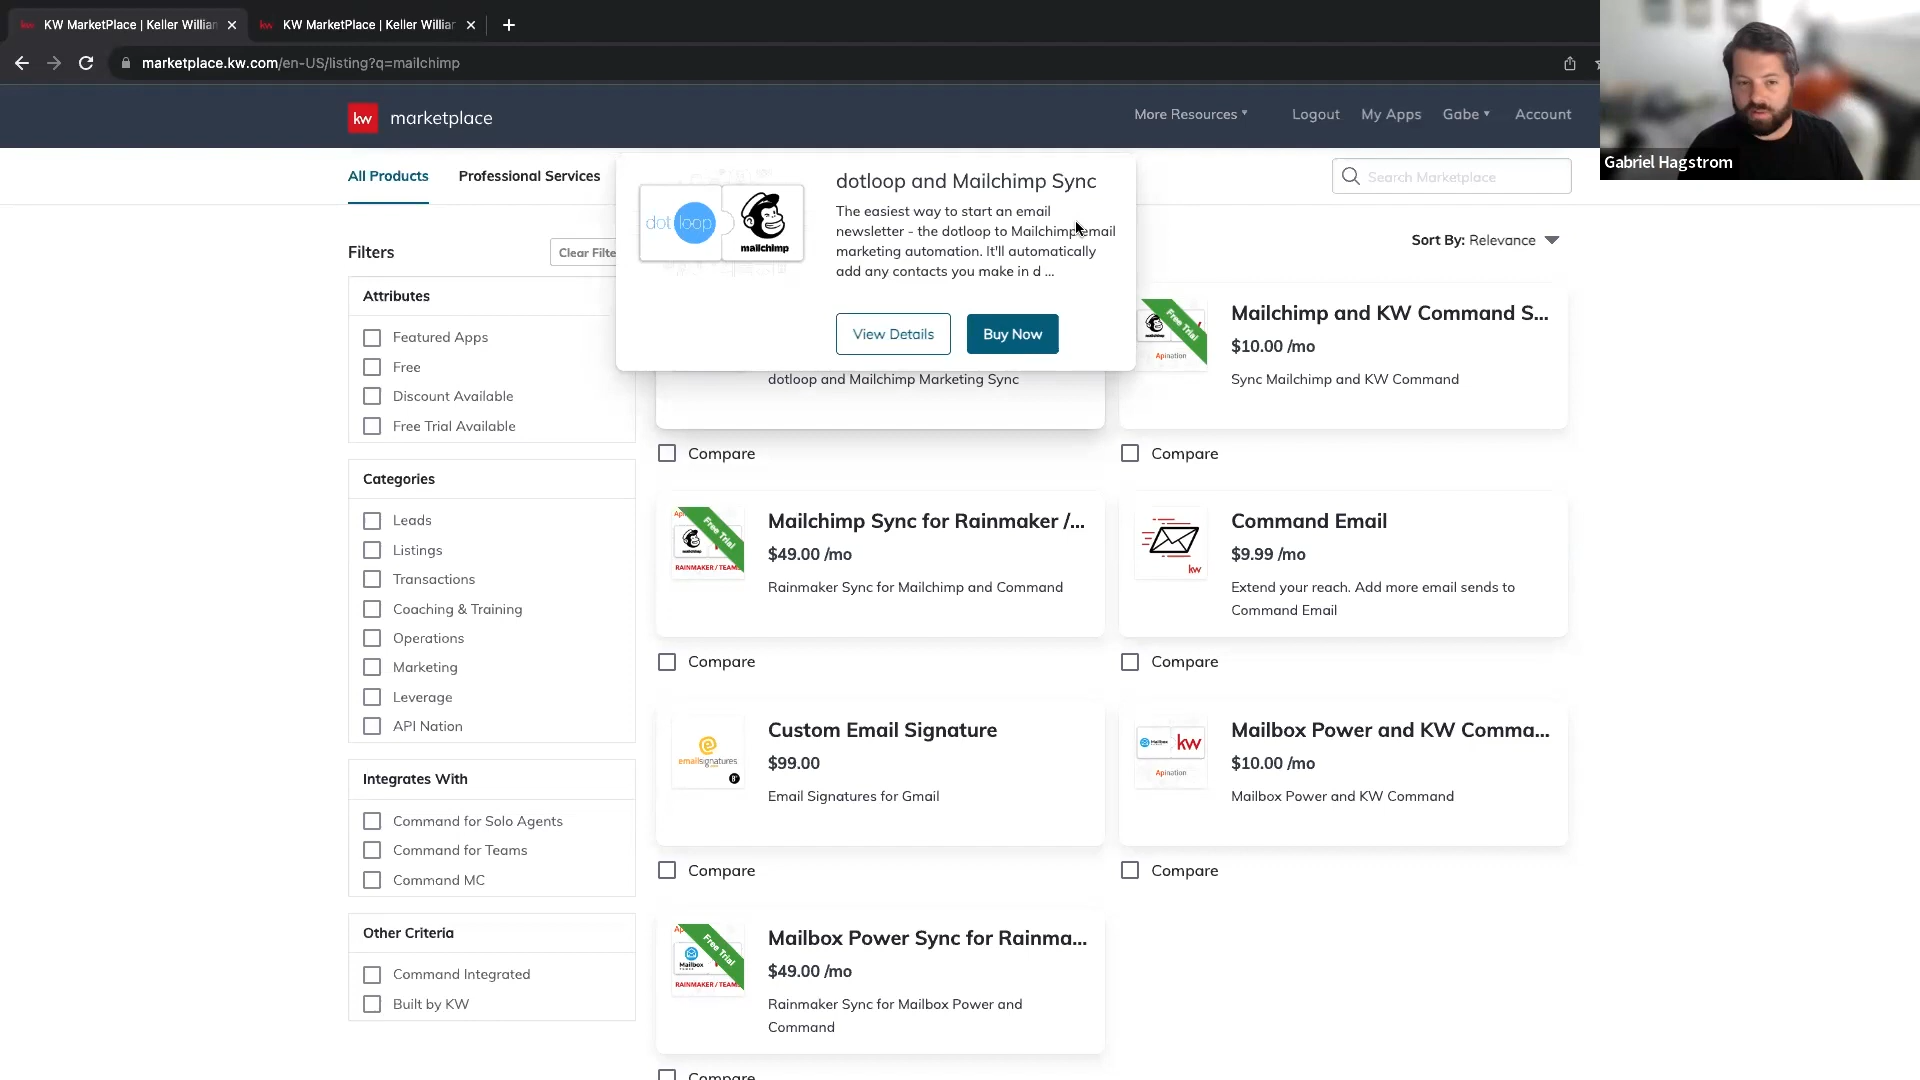 KW MarketPlace | Keller Willian
KW MarketPlace | Keller Willian
marketplace.kw.com/en-US/listing?q=mailchimp
kw marketplace
More Resources
Logout
My Apps
Gabe
Account
Gabriel Hagstrom
All Products
Professional Services
Search Marketplace
dotloop
mailchimp
dotloop and Mailchimp Sync
The easiest way to start an email
newsletter - the dotloop to Mailchimp email
marketing automation. It'll automatically
add any contacts you make in d ...
View Details
Buy Now
Filters
Clear Filte
Sort By: Relevance
Attributes
Featured Apps
Free
Discount Available
Free Trial Available
Categories
Leads
Listings
Transactions
Coaching & Training
Operations
Marketing
Leverage
API Nation
Integrates With
Command for Solo Agents
Command for Teams
Command MC
Other Criteria
Command Integrated
Built by KW
dotloop and Mailchimp Marketing Sync
Compare
Free Trial
Apination
Mailchimp and KW Command S...
$10.00 /mo
Sync Mailchimp and KW Command
Compare
Free Trial
RAINMAKER / TEAMS
Mailchimp Sync for Rainmaker /...
$49.00 /mo
Rainmaker Sync for Mailchimp and Command
Compare
kw
Command Email
$9.99 /mo
Extend your reach. Add more email sends to
Command Email
Compare
emailsignatures
Custom Email Signature
$99.00
Email Signatures for Gmail
Compare
Mailbox
kw
Apination
Mailbox Power and KW Comma...
$10.00 /mo
Mailbox Power and KW Command
Compare
Free Trial
Mailbox
RAINMAKER / TEAMS
Mailbox Power Sync for Rainma...
$49.00 /mo
Rainmaker Sync for Mailbox Power and
Command
Compare